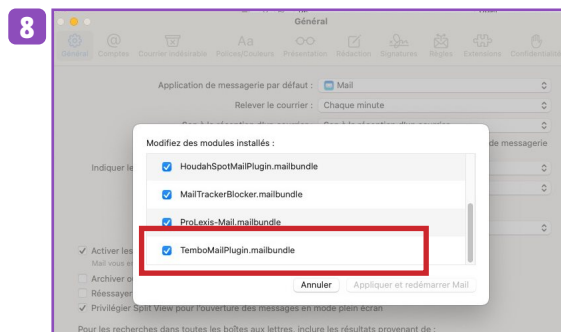 8
Général
Général Comptes Courrier indésirable Polices/Couleurs Présentation Rédaction Signatures Règles Extensions Confidentialité
Application de messagerie par défaut : Mail
Relever le courrier : Chaque minute
Modifiez des modules installés :
de messagerie
Indiquer le
HoudahSpotMailPlugin.mailbundle
MailTrackerBlocker.mailbundle
ProLexis-Mail.mailbundle
TemboMailPlugin.mailbundle
Activer les
Mail vous e
Annuler Appliquer et redémarrer Mail
Archiver o
Réessayer
Privilégier Split View pour l'ouverture des messages en mode plein écran
Pour les recherches dans toutes les boîtes aux lettres, inclure les résultats provenant de :